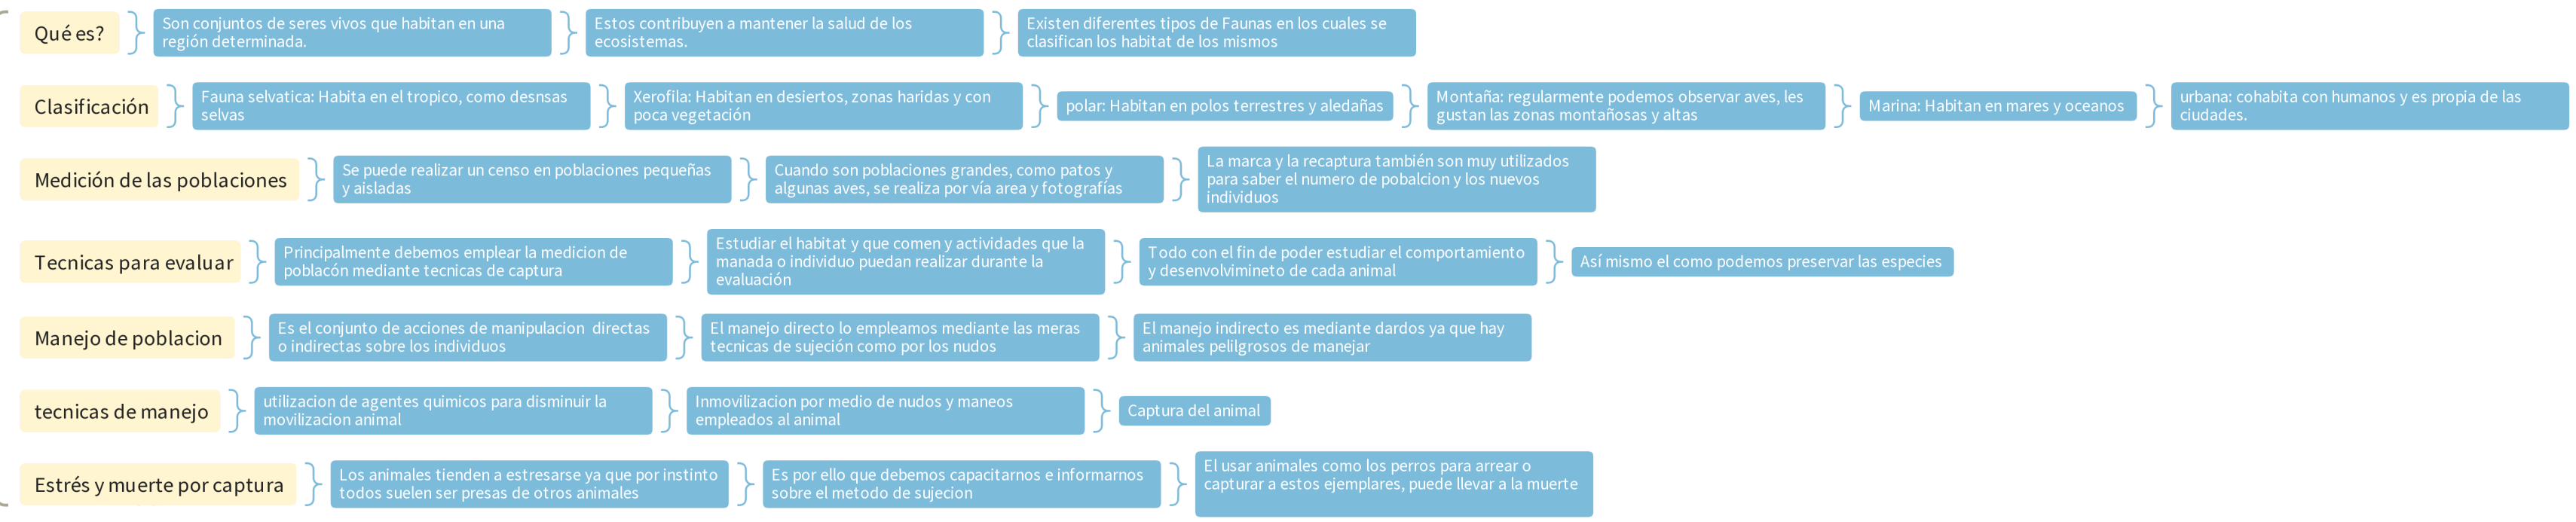 Qué es?
Son conjuntos de seres vivos que habitan en una
región determinada.
Estos contribuyen a mantener la salud de los
ecosistemas.
Existen diferentes tipos de Faunas en los cuales se
clasifican los habitat de los mismos
Clasificación
Fauna selvatica: Habita en el tropico, como desnsas
selvas
Xerofila: Habitan en desiertos, zonas haridas y con
poca vegetación
polar: Habitan en polos terrestres y aledañas
Montaña: regularmente podemos observar aves, les
gustan las zonas montañosas y altas
Marina: Habitan en mares y oceanos
urbana: cohabita con humanos y es propia de las
ciudades.
Medición de las poblaciones
Se puede realizar un censo en poblaciones pequeñas
y aisladas
Cuando son poblaciones grandes, como patos y
algunas aves, se realiza por vía area y fotografías
La marca y la recaptura también son muy utilizados
para saber el numero de pobalcion y los nuevos
individuos
Tecnicas para evaluar
Principalmente debemos emplear la medicion de
poblacón mediante tecnicas de captura
Estudiar el habitat y que comen y actividades que la
manada o individuo puedan realizar durante la
evaluación
Todo con el fin de poder estudiar el comportamiento
y desenvolvimineto de cada animal
Así mismo el como podemos preservar las especies
Manejo de poblacion
Es el conjunto de acciones de manipulacion  directas
o indirectas sobre los individuos
El manejo directo lo empleamos mediante las meras
tecnicas de sujeción como por los nudos
El manejo indirecto es mediante dardos ya que hay
animales pelilgrosos de manejar
tecnicas de manejo
utilizacion de agentes quimicos para disminuir la
movilizacion animal
Inmovilizacion por medio de nudos y maneos
empleados al animal
Captura del animal
Estrés y muerte por captura
Los animales tienden a estresarse ya que por instinto
todos suelen ser presas de otros animales
Es por ello que debemos capacitarnos e informarnos
sobre el metodo de sujecion
El usar animales como los perros para arrear o
capturar a estos ejemplares, puede llevar a la muerte